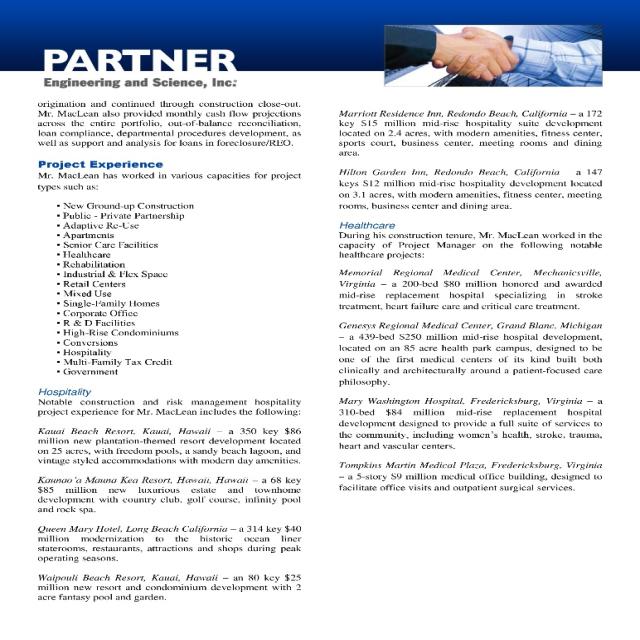 PARTNER
Engineering and Science, Inc.
origination and continued through construction close-out.
Mr. MacLean also provided monthly cash flow projections
across the entire portfolio, out-of-balance reconciliation,
loan compliance, departmental procedures development, as
well as support and analysis for loans in foreclosure/REO.
Project Experience
Mr. MacLean has worked in various capacities for project
types such as:
• New Ground-up Construction
• Public - Private Partnership
• Adaptive Re-Use
• Apartments
• Senior Care Facilities
• Healthcare
• Rehabilitation
• Industrial & Flex Space
• Retail Centers
• Mixed Use
• Single-Family Homes
• Corporate Office
• R & D Facilities
• High-Rise Condominiums
• Conversions
• Hospitality
• Multi-Family Tax Credit
• Government
Hospitality
Notable construction and risk management hospitality
project experience for Mr. MacLean includes the following:
Kauai Beach Resort, Kauai, Hawaii – a 350 key $86
million new plantation-themed resort development located
on 25 acres, with freedom pools, a sandy beach lagoon, and
vintage styled accommodations with modern day amenities.
Kaunao'a Mauna Kea Resort, Hawaii, Hawaii – a 68 key
$85 million new luxurious estate and townhome
development with country club, golf course, infinity pool
and rock spa.
Queen Mary Hotel, Long Beach California – a 314 key $40
million modernization to the historic ocean liner
staterooms, restaurants, attractions and shops during peak
operating seasons.
Waipouli Beach Resort, Kauai, Hawaii – an 80 key $25
million new resort and condominium development with 2
acre fantasy pool and garden.
Marriott Residence Inn, Redondo Beach, California – a 172
key $15 million mid-rise hospitality suite development
located on 2.4 acres, with modern amenities, fitness center,
sports court, business center, meeting rooms and dining
area.
Hilton Garden Inn, Redondo Beach, California a 147
keys $12 million mid-rise hospitality development located
on 3.1 acres, with modern amenities, fitness center, meeting
rooms, business center and dining area.
Healthcare
During his construction tenure, Mr. MacLean worked in the
capacity of Project Manager on the following notable
healthcare projects:
Memorial Regional Medical Center, Mechanicsville,
Virginia – a 200-bed $80 million honored and awarded
mid-rise replacement hospital specializing in stroke
treatment, heart failure care and critical care treatment.
Genesys Regional Medical Center, Grand Blanc, Michigan
– a 439-bed $250 million mid-rise hospital development,
located on an 85 acre health park campus, designed to be
one of the first medical centers of its kind built both
clinically and architecturally around a patient-focused care
philosophy.
Mary Washington Hospital, Fredericksburg, Virginia – a
310-bed $84 million mid-rise replacement hospital
development designed to provide a full suite of services to
the community, including women's health, stroke, trauma,
heart and vascular centers.
Tompkins Martin Medical Plaza, Fredericksburg, Virginia
– a 5-story $9 million medical office building, designed to
facilitate office visits and outpatient surgical services.